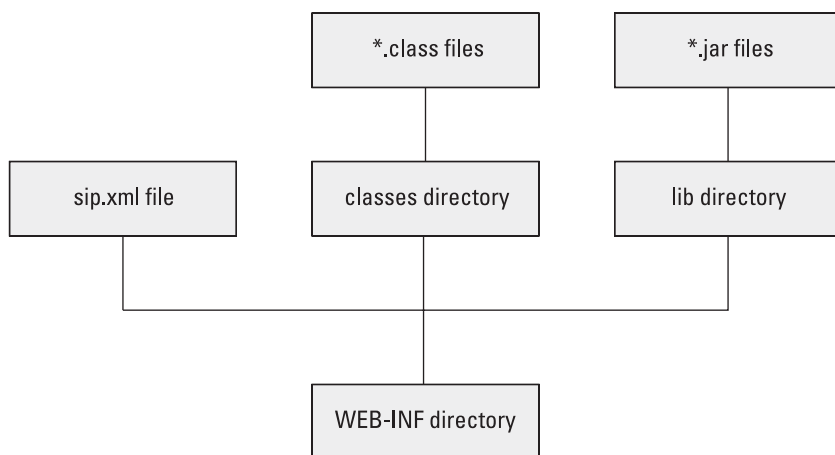 *.class files
*.jar files
sip.xml file
classes directory
lib directory
WEB-INF directory